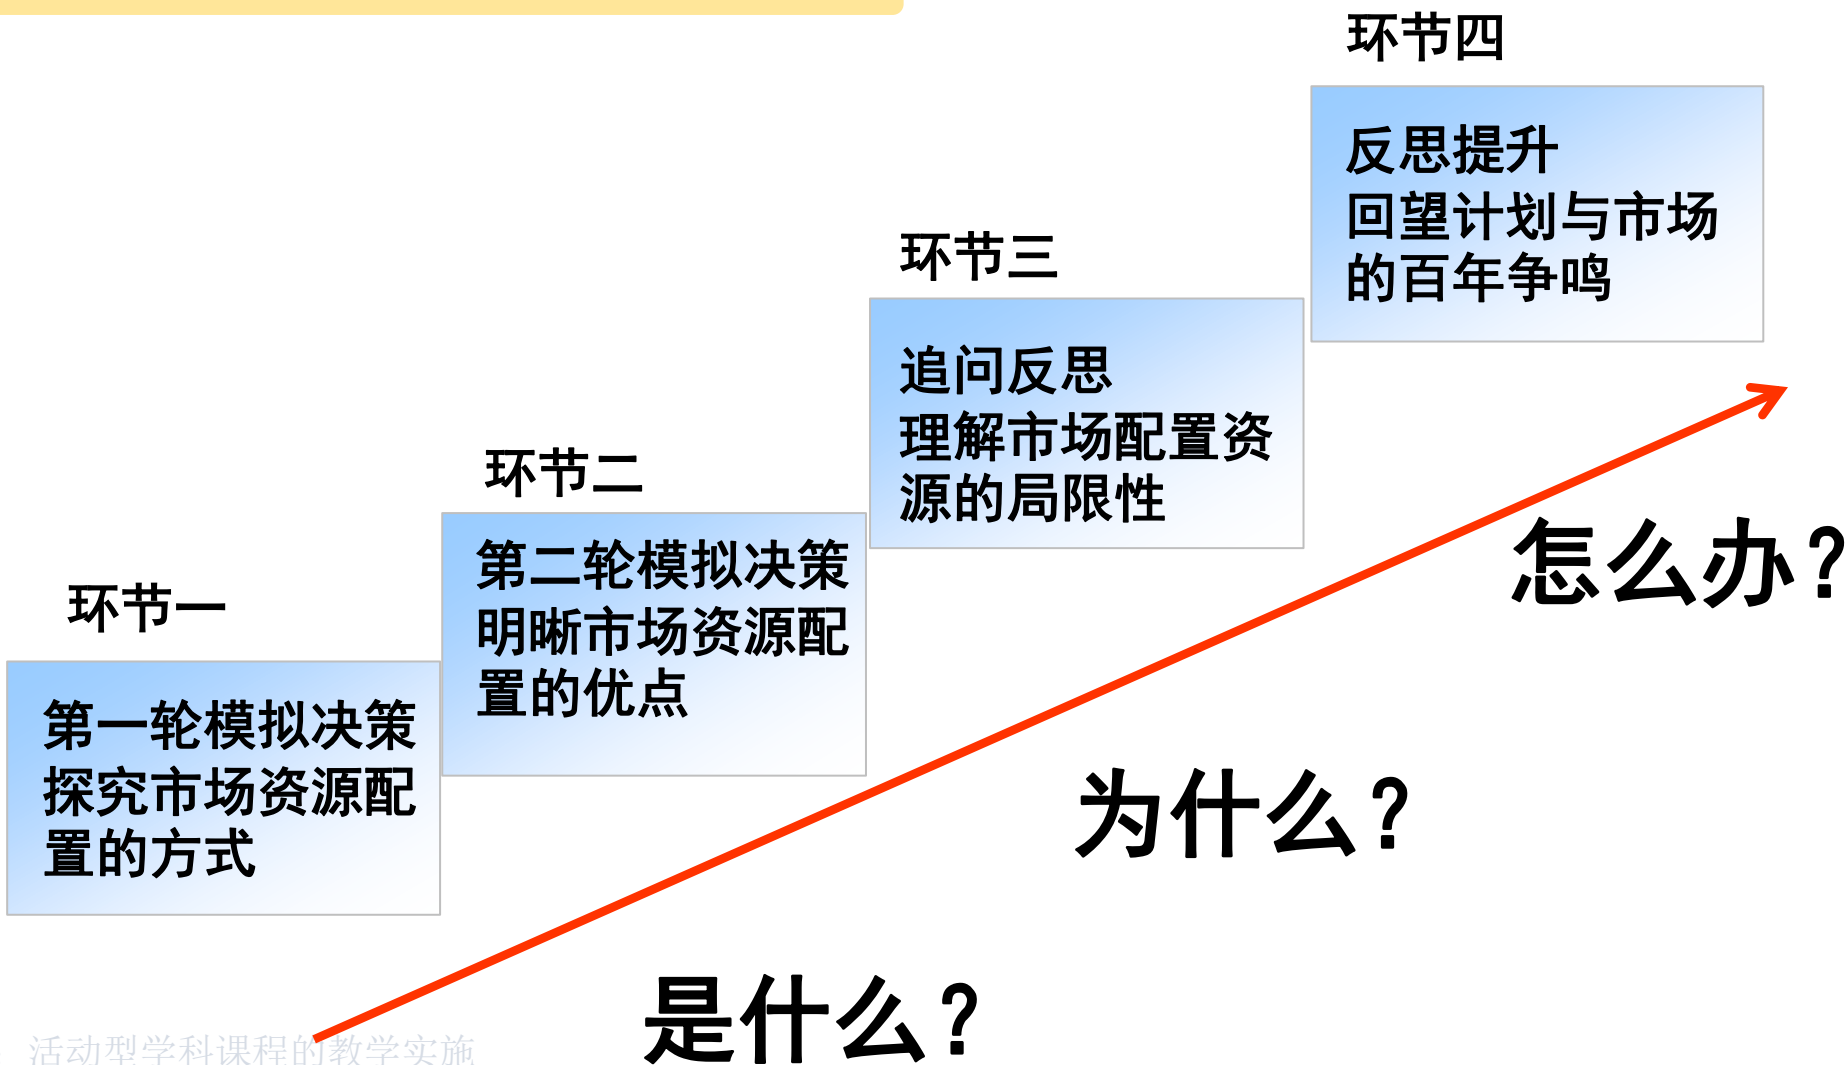 环节一
第一轮模拟决策
探究市场资源配
置的方式
环节二
第二轮模拟决策
明晰市场资源配
置的优点
环节三
追问反思
理解市场配置资
源的局限性
环节四
反思提升
回望计划与市场
的百年争鸣
是什么？
为什么？
怎么办？
活动型学科课程的教学实施